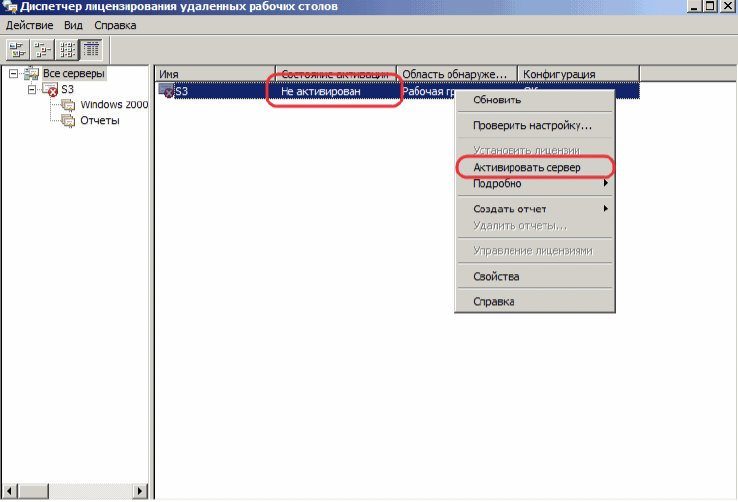 Диспетчер лицензирования удаленных рабочих столов
Действие Вид Справка
Все серверы
S3
Windows 2000
Отчеты
Имя Состояние активации Область обнаруже... Конфигурация
S3 Не активирован Рабочая гр
Обновить
Проверить настройку...
Установить лицензии
Активировать сервер
Подробно
Создать отчет
Удалить отчеты...
Управление лицензиями
Свойства
Справка